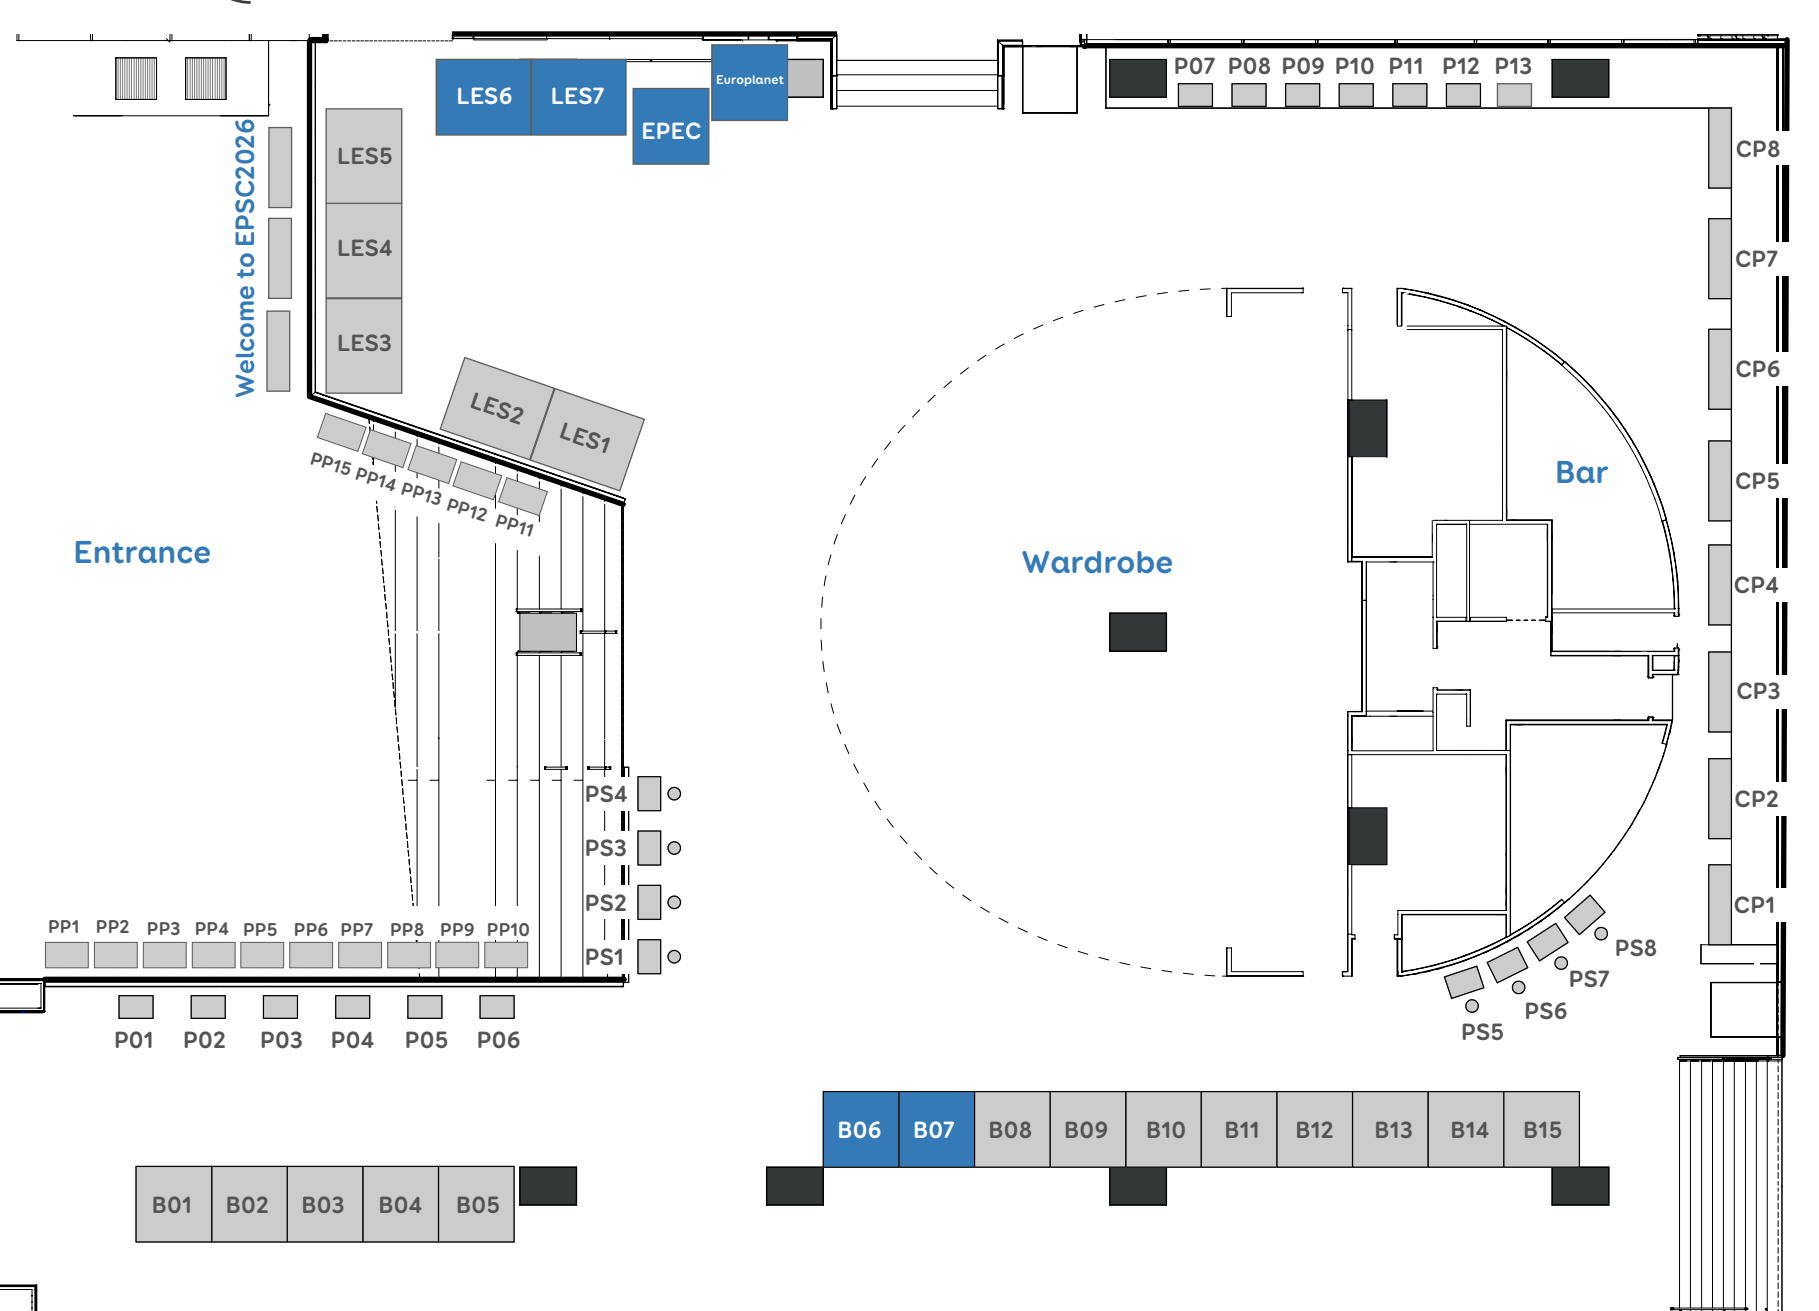 P07 P08 P09 P10 P11 P12 P13
Europlanet
LES6 LES7
EPEC
Welcome to EPSC2026
LES5
LES4
LES3
LES2
LES1
CP8
CP7
CP6
CP5
CP4
CP3
CP2
CP1
PP15 PP14 PP13 PP12 PP11
Bar
Entrance
Wardrobe
PS4
PS3
PS2
PS1
PP1 PP2 PP3 PP4 PP5 PP6 PP7 PP8 PP9 PP10
PS8
PS7
PS6
PS5
P01 P02 P03 P04 P05 P06
B06 B07 B08 B09 B10 B11 B12 B13 B14 B15
B01 B02 B03 B04 B05